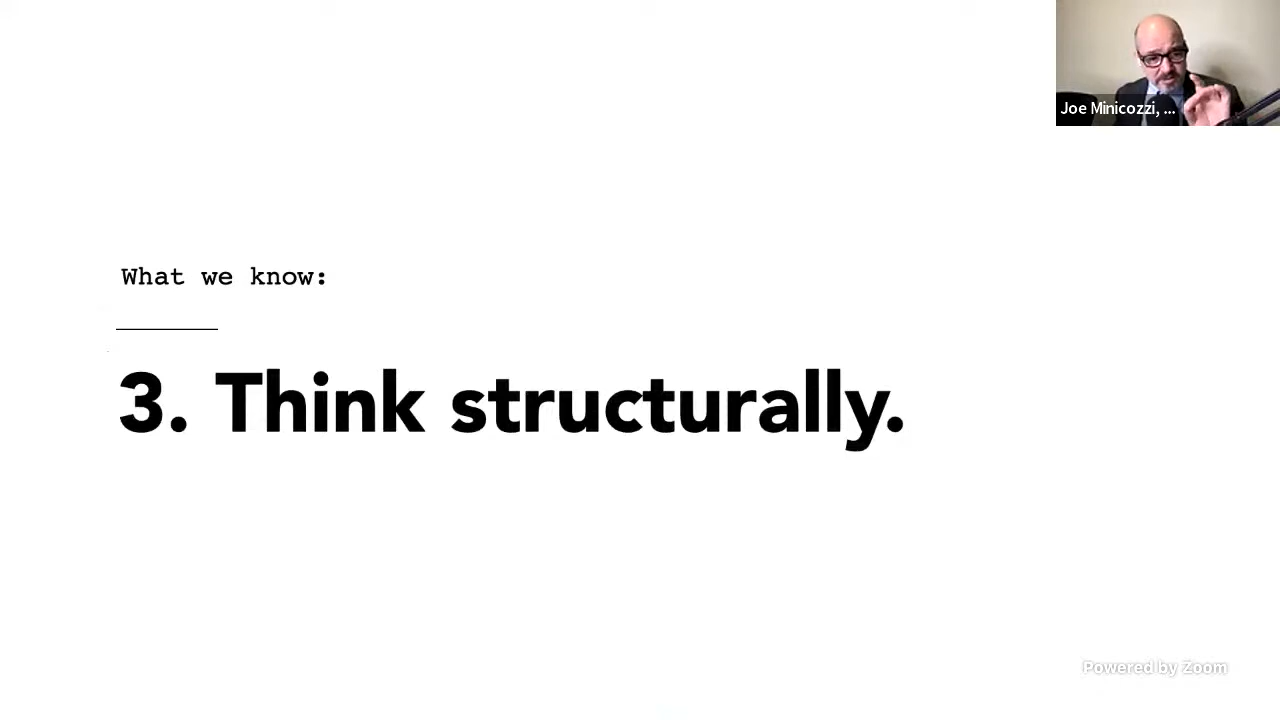 Joe Minicozzi, ...
What we know:
3. Think structurally.
Powered by Zoom